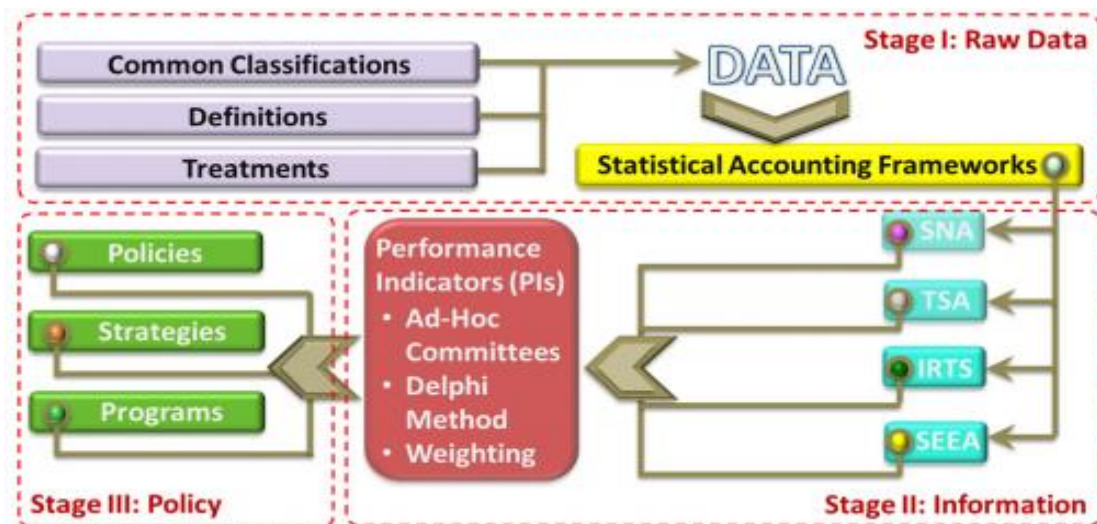 Stage I: Raw Data
Common Classifications
DATA
Definitions
Treatments
Statistical Accounting Frameworks
Policies
Strategies
Programs
Stage III: Policy
Performance
Indicators (PIs)
• Ad-Hoc
Committees
• Delphi
Method
• Weighting
SNA
TSA
IRTS
SEEA
Stage II: Information